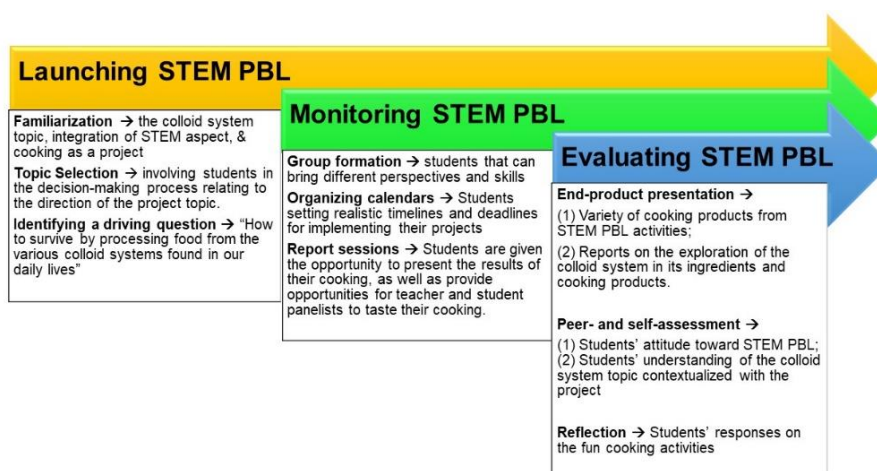 Launching STEM PBL
Familiarization → the colloid system
topic, integration of STEM aspect, &
cooking as a project
Topic Selection → involving students in
the decision-making process relating to
the direction of the project topic.
Identifying a driving question → "How
to survive by processing food from the
various colloid systems found in our
daily lives"
Monitoring STEM PBL
Group formation → students that can
bring different perspectives and skills
Organizing calendars → Students
setting realistic timelines and deadlines
for implementing their projects
Report sessions → Students are given
the opportunity to present the results of
their cooking, as well as provide
opportunities for teacher and student
panelists to taste their cooking.
Evaluating STEM PBL
End-product presentation →
(1) Variety of cooking products from
STEM PBL activities;
(2) Reports on the exploration of the
colloid system in its ingredients and
cooking products.
Peer- and self-assessment →
(1) Students' attitude toward STEM PBL;
(2) Students' understanding of the colloid
system topic contextualized with the
project
Reflection → Students' responses on
the fun cooking activities